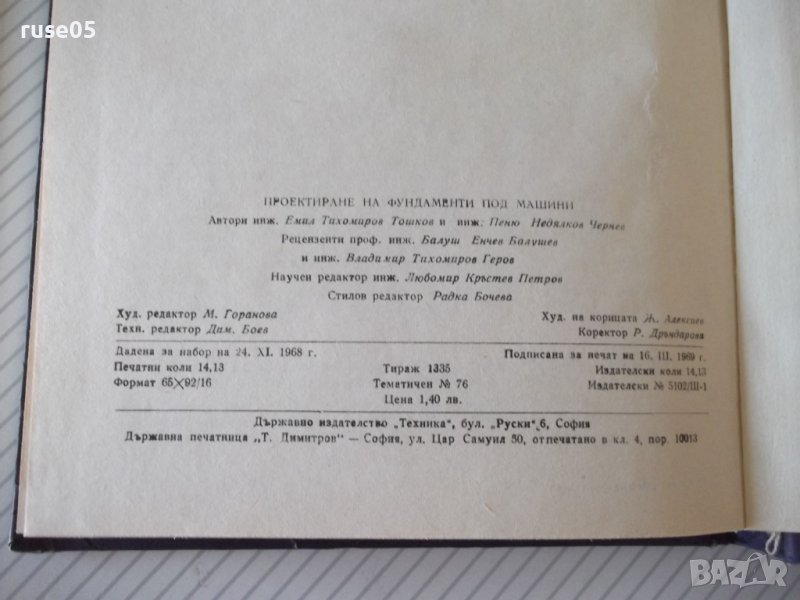 ruse05
ПРОЕКТИРАНЕ НА ФУНДАМЕНТИ ПОД МАШИНИ
Автори инж. Емил Тихомиров Тошков и инж. Пеню Недялков Чернев
Рецензенти проф. инж. Балуш Енчев Балушев
и инж. Владимир Тихомиров Геров
Научен редактор инж. Любомир Кръстев Петров
Стилов редактор Радка Бочева
Худ. редактор М. Горанова Худ. на корицата Ж. Алексиев
Техн. редактор Дим. Боев Коректор Р. Дръндарова
Дадена за набор на 24. XI. 1968 г. Подписана за печат на 16. III. 1969 г.
Печатни коли 14,13 Тираж 1335 Издателски коли 14,13
Формат 65×92/16 Тематичен № 76 Издателски № 5102/III-1
Цена 1,40 лв.
Държавно издателство „Техника“, бул. „Руски“ 6, София
Държавна печатница „Т. Димитров“ — София, ул. Цар Самуил 50, отпечатано в кл. 4, пор. 10013
BAZAR